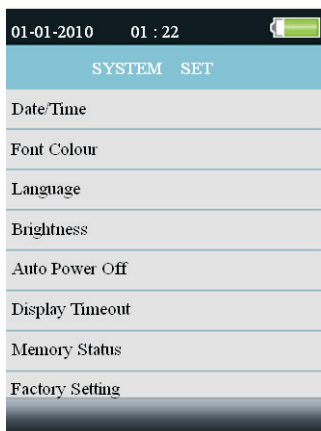 01-01-2010 01 : 22
SYSTEM SET
Date/Time
Font Colour
Language
Brightness
Auto Power Off
Display Timeout
Memory Status
Factory Setting